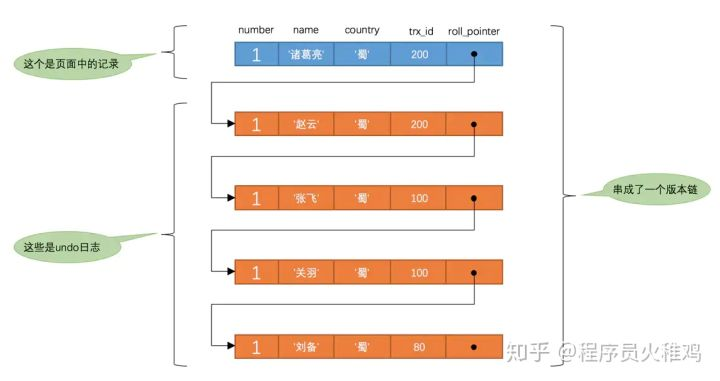 number name country trx_id roll_pointer
1 '诸葛亮' '蜀' 200
这个是页面中的记录
1 '赵云' '蜀' 200
1 '张飞' '蜀' 100
串成了一个版本链
这些是undo日志
1 '关羽' '蜀' 100
1 '刘备' '蜀' 80
知乎 @程序员火稚鸡